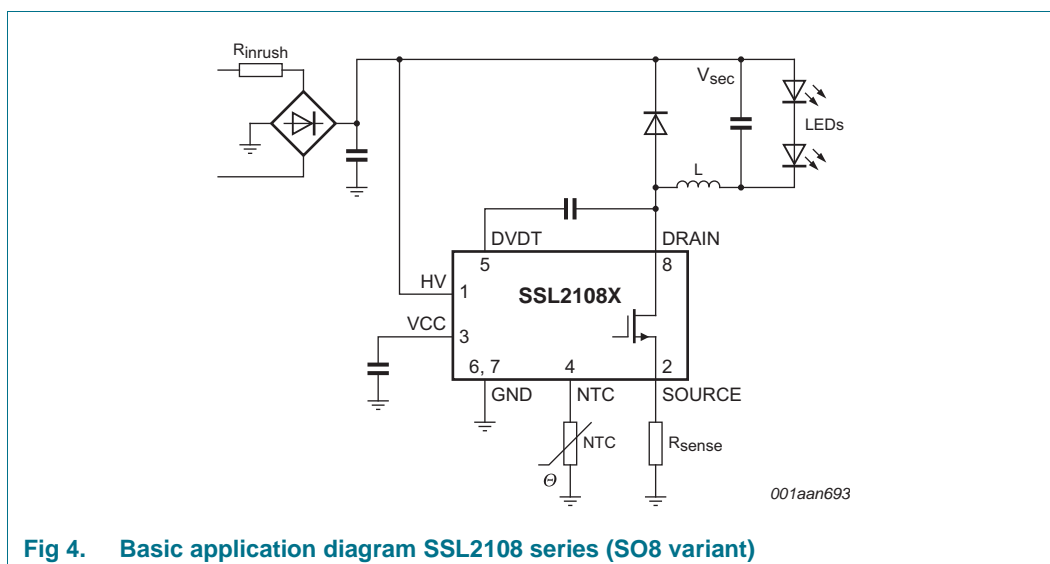 Rinrush
Vsec
LEDs
L
DVDT
DRAIN
5
8
HV
1
SSL2108X
VCC
3
6, 7
4
2
GND
NTC
SOURCE
NTC
Rsense
Θ
001aan693
Fig 4. Basic application diagram SSL2108 series (SO8 variant)